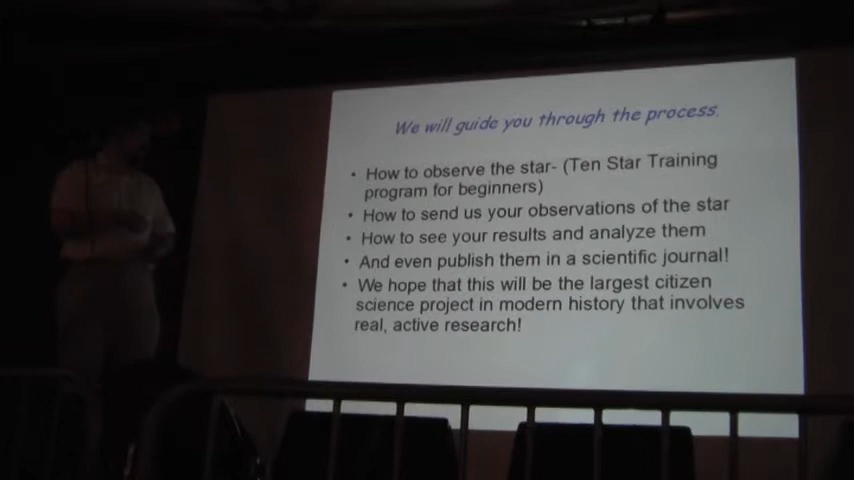 We will guide you through the process.
• How to observe the star- (Ten Star Training
program for beginners)
• How to send us your observations of the star
• How to see your results and analyze them
• And even publish them in a scientific journal!
• We hope that this will be the largest citizen
science project in modern history that involves
real, active research!